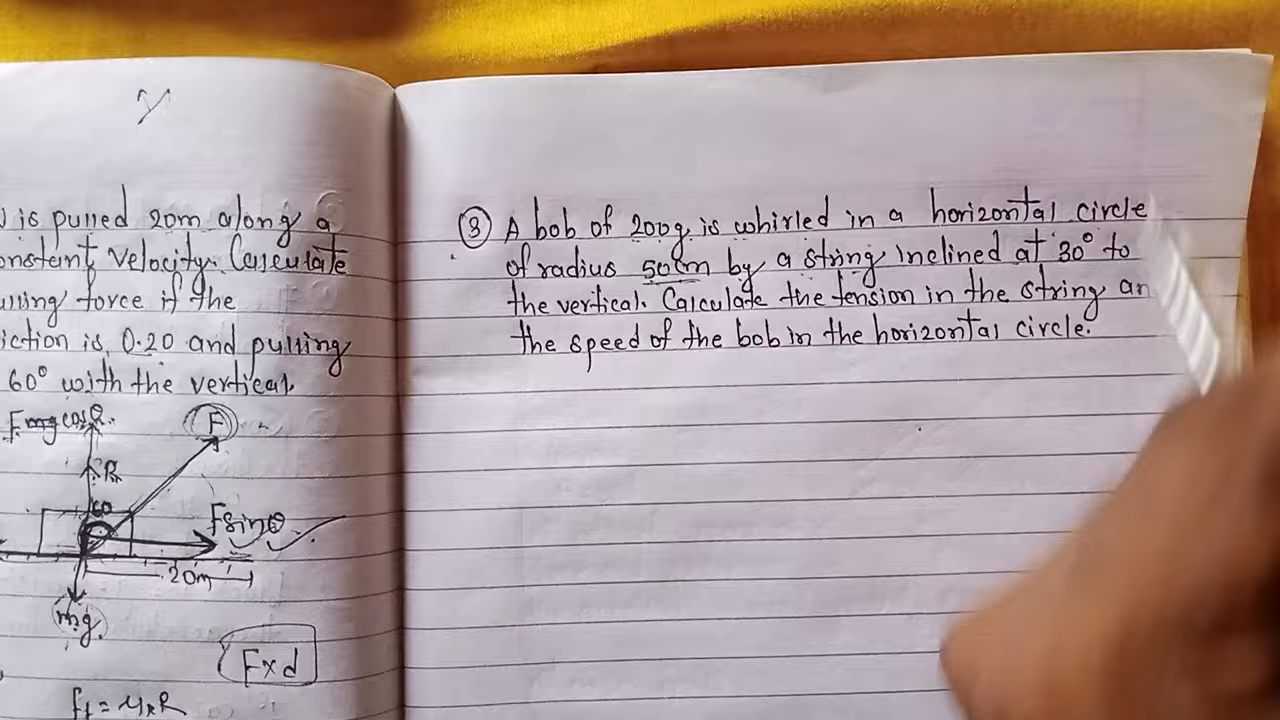 is pulled 20m along a
onstant velocity. Calculate
ulling force if the
iction is 0.20 and pulling
60° with the vertical.
F cosθ
F
R
60
Fsinθ
20m
mg
F×d
③ A bob of 200g is whirled in a horizontal circle
of radius 50cm by a string inclined at 30° to
the vertical. Calculate the tension in the string an
the speed of the bob in the horizontal circle.